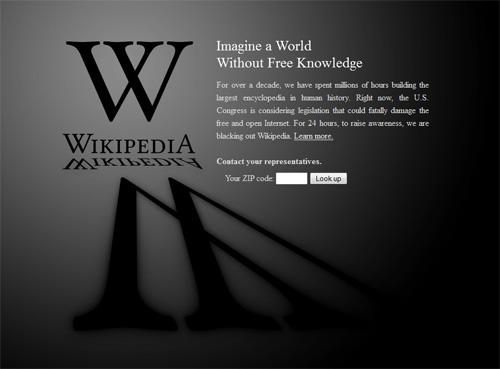 W
WIKIPEDIA
WIKIPEDIA
Imagine a World
Without Free Knowledge
For over a decade, we have spent millions of hours building the
largest encyclopedia in human history. Right now, the U.S.
Congress is considering legislation that could fatally damage the
free and open Internet. For 24 hours, to raise awareness, we are
blacking out Wikipedia. Learn more.
Contact your representatives.
Your ZIP code: Look up